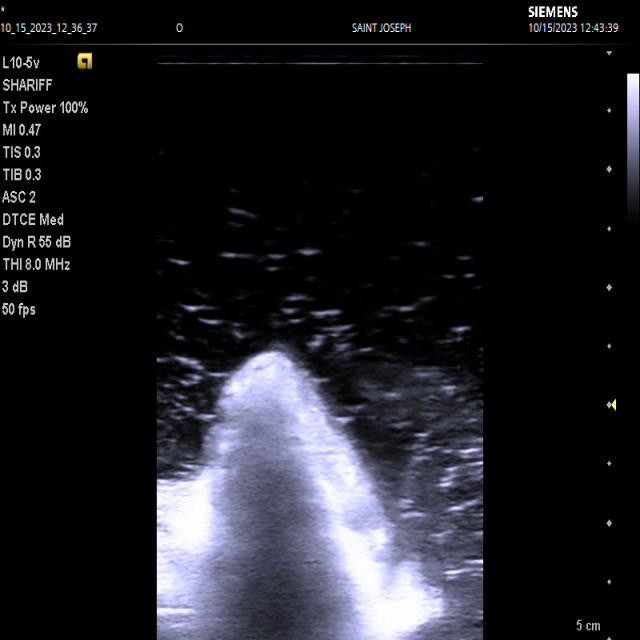 *
SIEMENS
10_15_2023_12_36_37 O SAINT JOSEPH 10/15/2023 12:43:39
L10-5v
SHARIFF
Tx Power 100%
MI 0.47
TIS 0.3
TIB 0.3
ASC 2
DTCE Med
Dyn R 55 dB
THI 8.0 MHz
3 dB
50 fps
5 cm